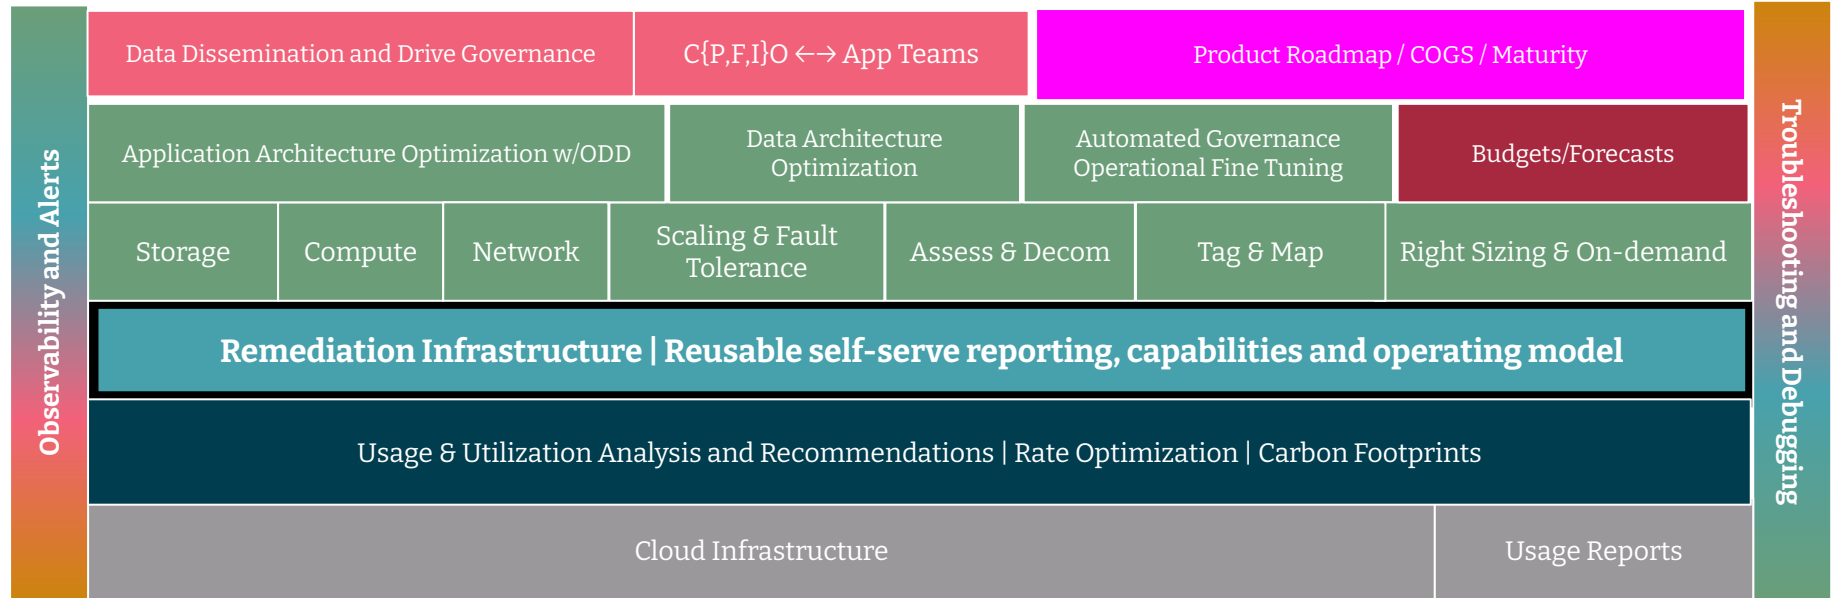 Data Dissemination and Drive Governance
C{P,F,I}O ←→ App Teams
Product Roadmap / COGS / Maturity
Application Architecture Optimization w/ODD
Data Architecture
Optimization
Automated Governance
Operational Fine Tuning
Budgets/Forecasts
Storage
Compute
Network
Scaling & Fault
Tolerance
Assess & Decom
Tag & Map
Right Sizing & On-demand
Remediation Infrastructure | Reusable self-serve reporting, capabilities and operating model
Usage & Utilization Analysis and Recommendations | Rate Optimization | Carbon Footprints
Cloud Infrastructure
Usage Reports
Observability and Alerts
Troubleshooting and Debugging